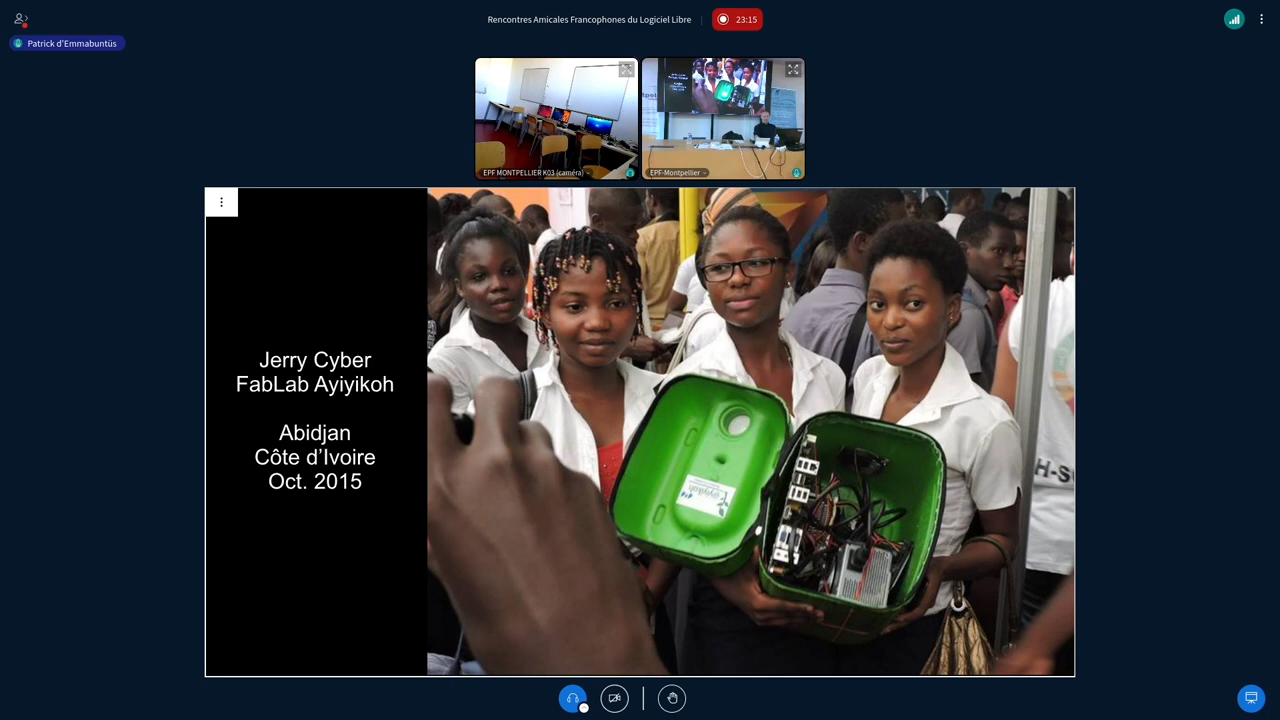 Rencontres Amicales Francophones du Logiciel Libre
23:15
Patrick d'Emmabuntüs
EPF MONTPELLIER K03 (caméra)
EPF-Montpellier
Jerry Cyber
FabLab Ayiyikoh
Abidjan
Côte d'Ivoire
Oct. 2015
H-S